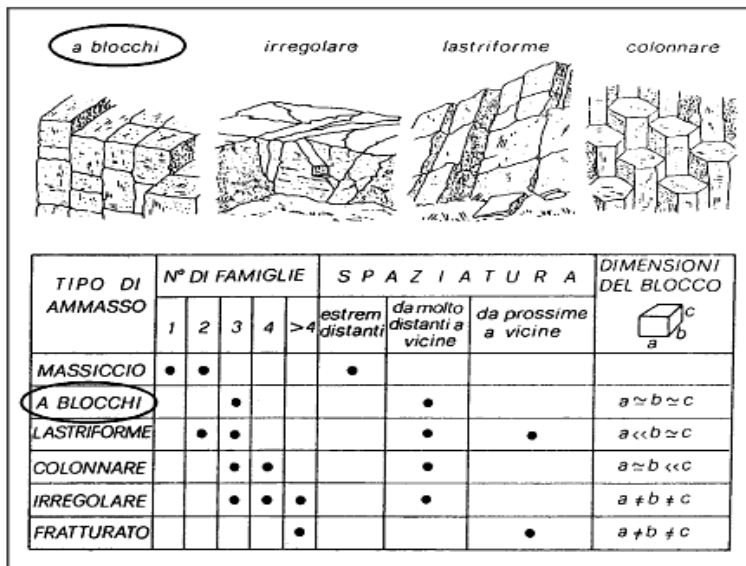 a blocchi irregolare lastriforme colonnare
TIPO DI AMMASSO N° DI FAMIGLIE SPAZIATURA DIMENSIONI DEL BLOCCO
1 2 3 4 >4 estrem distanti da molto distanti a vicine da prossime a vicine a b c
MASSICCIO • • •
A BLOCCHI • • a≃b≃c
LASTRIFORME • • • • a<<b≃c
COLONNARE • • • a≃b<<c
IRREGOLARE • • • • a≠b≠c
FRATTURATO • • a≠b≠c